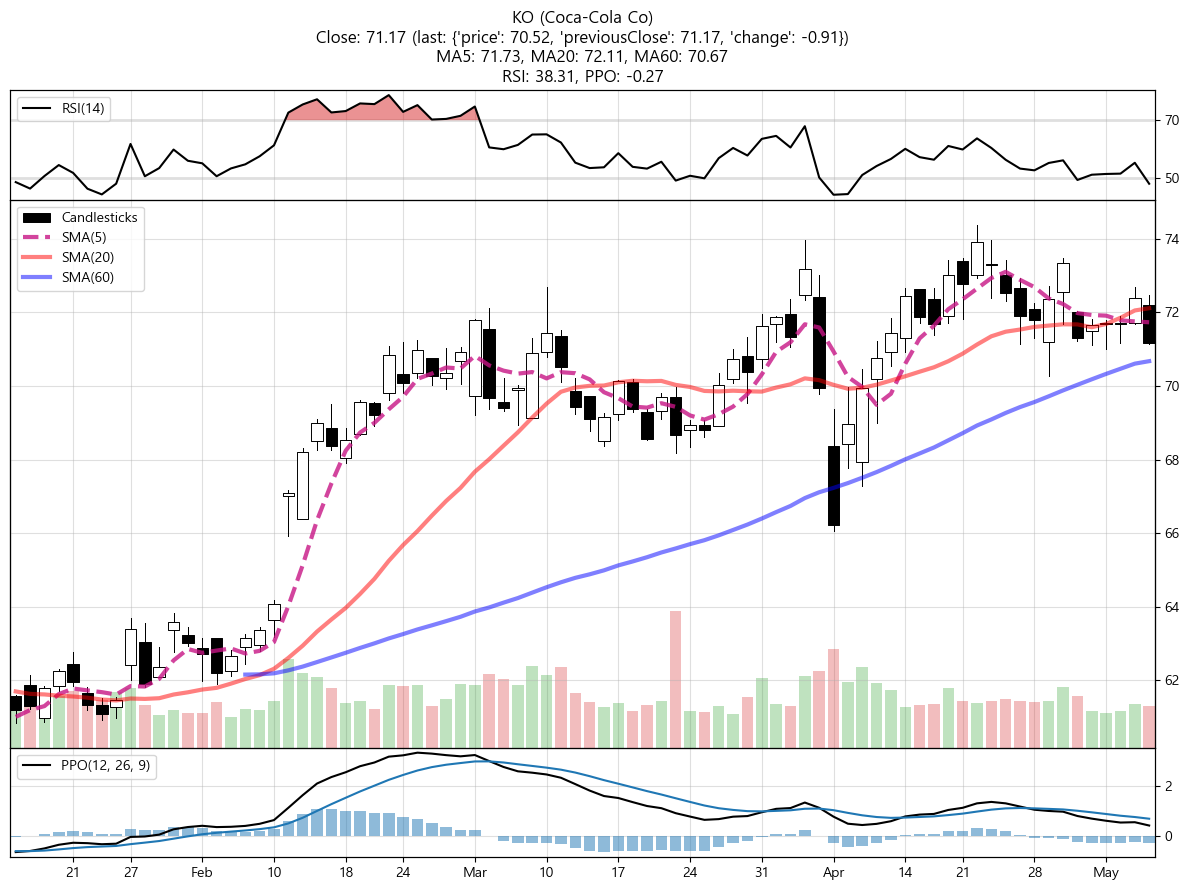 KO (Coca-Cola Co)
Close: 71.17 (last: {'price': 70.52, 'previousClose': 71.17, 'change': -0.91})
MA5: 71.73, MA20: 72.11, MA60: 70.67
RSI: 38.31, PPO: -0.27
RSI(14)
70
50
Candlesticks
SMA(5)
SMA(20)
SMA(60)
74
72
70
68
66
64
62
PPO(12, 26, 9)
2
0
21 27 Feb 10 18 24 Mar 10 17 24 31 Apr 14 21 28 May